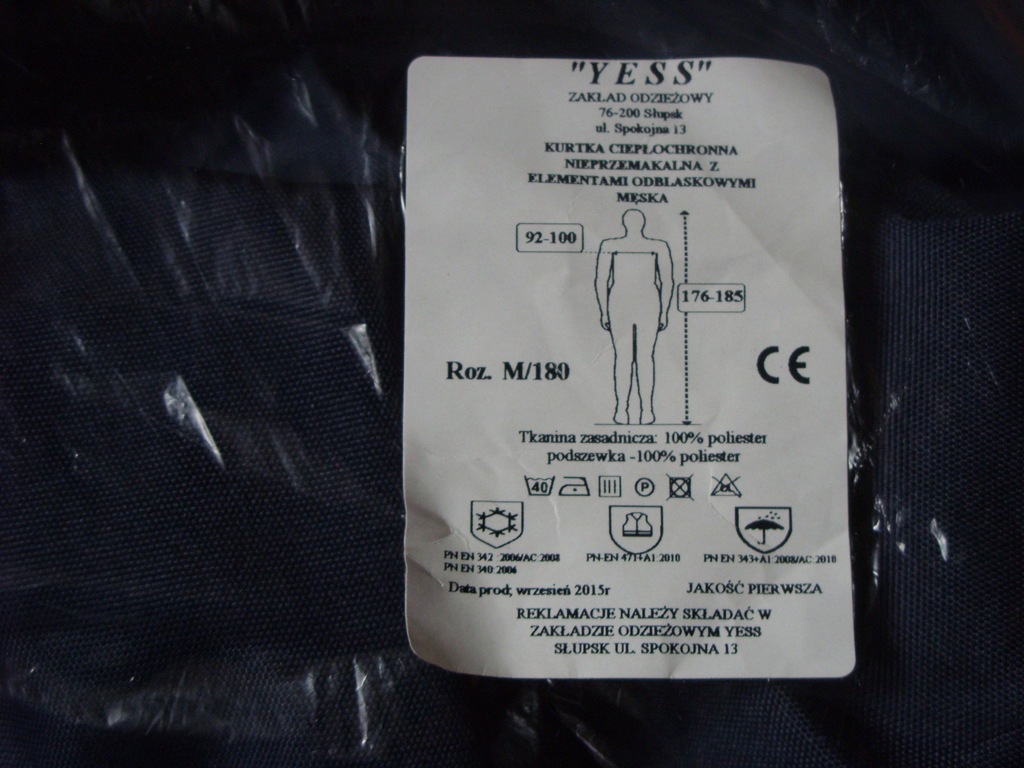 "YESS"
ZAKŁAD ODZIEŻOWY
76-200 Słupsk
ul. Spokojna 13
KURTKA CIEPŁOCHRONNA
NIEPRZEMAKALNA Z
ELEMENTAMI ODBLASKOWYMI
MĘSKA
92-100
176-185
Roz. M/180
CE
Tkanina zasadnicza: 100% poliester
podszewka -100% poliester
40 P
PN EN 342 : 2006/AC:2008 PN-EN 471+A1:2010 PN EN 343+A1:2008/AC:2010
PN EN 340:2006
Data prod; wrzesień 2015r JAKOŚĆ PIERWSZA
REKLAMACJE NALEŻY SKŁADAĆ W
ZAKŁADZIE ODZIEŻOWYM YESS
SŁUPSK UL. SPOKOJNA 13